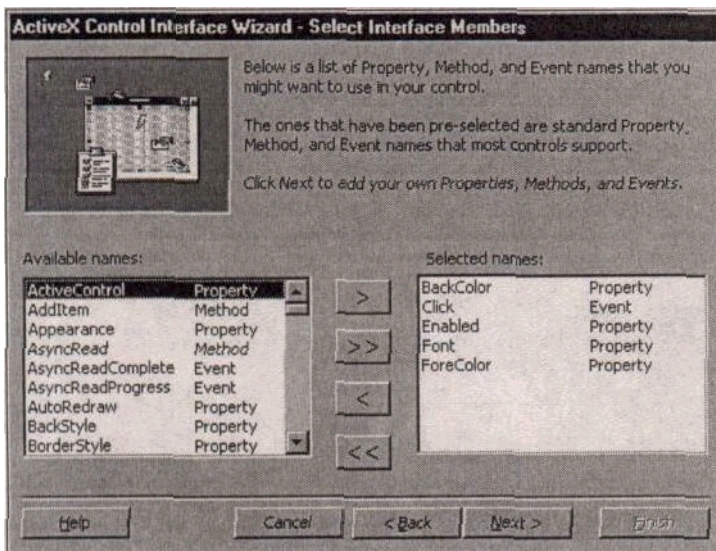 ActiveX Control Interface Wizard - Select Interface Members
Below is a list of Property, Method, and Event names that you
might want to use in your control.
The ones that have been pre-selected are standard Property,
Method, and Event names that most controls support.
Click Next to add your own Properties, Methods, and Events.
Available names:
ActiveControl Property
AddItem Method
Appearance Property
AsyncRead Method
AsyncReadComplete Event
AsyncReadProgress Event
AutoRedraw Property
BackStyle Property
BorderStyle Property
>
>>
<
<<
Selected names:
BackColor Property
Click Event
Enabled Property
Font Property
ForeColor Property
Help Cancel < Back Next > Finish